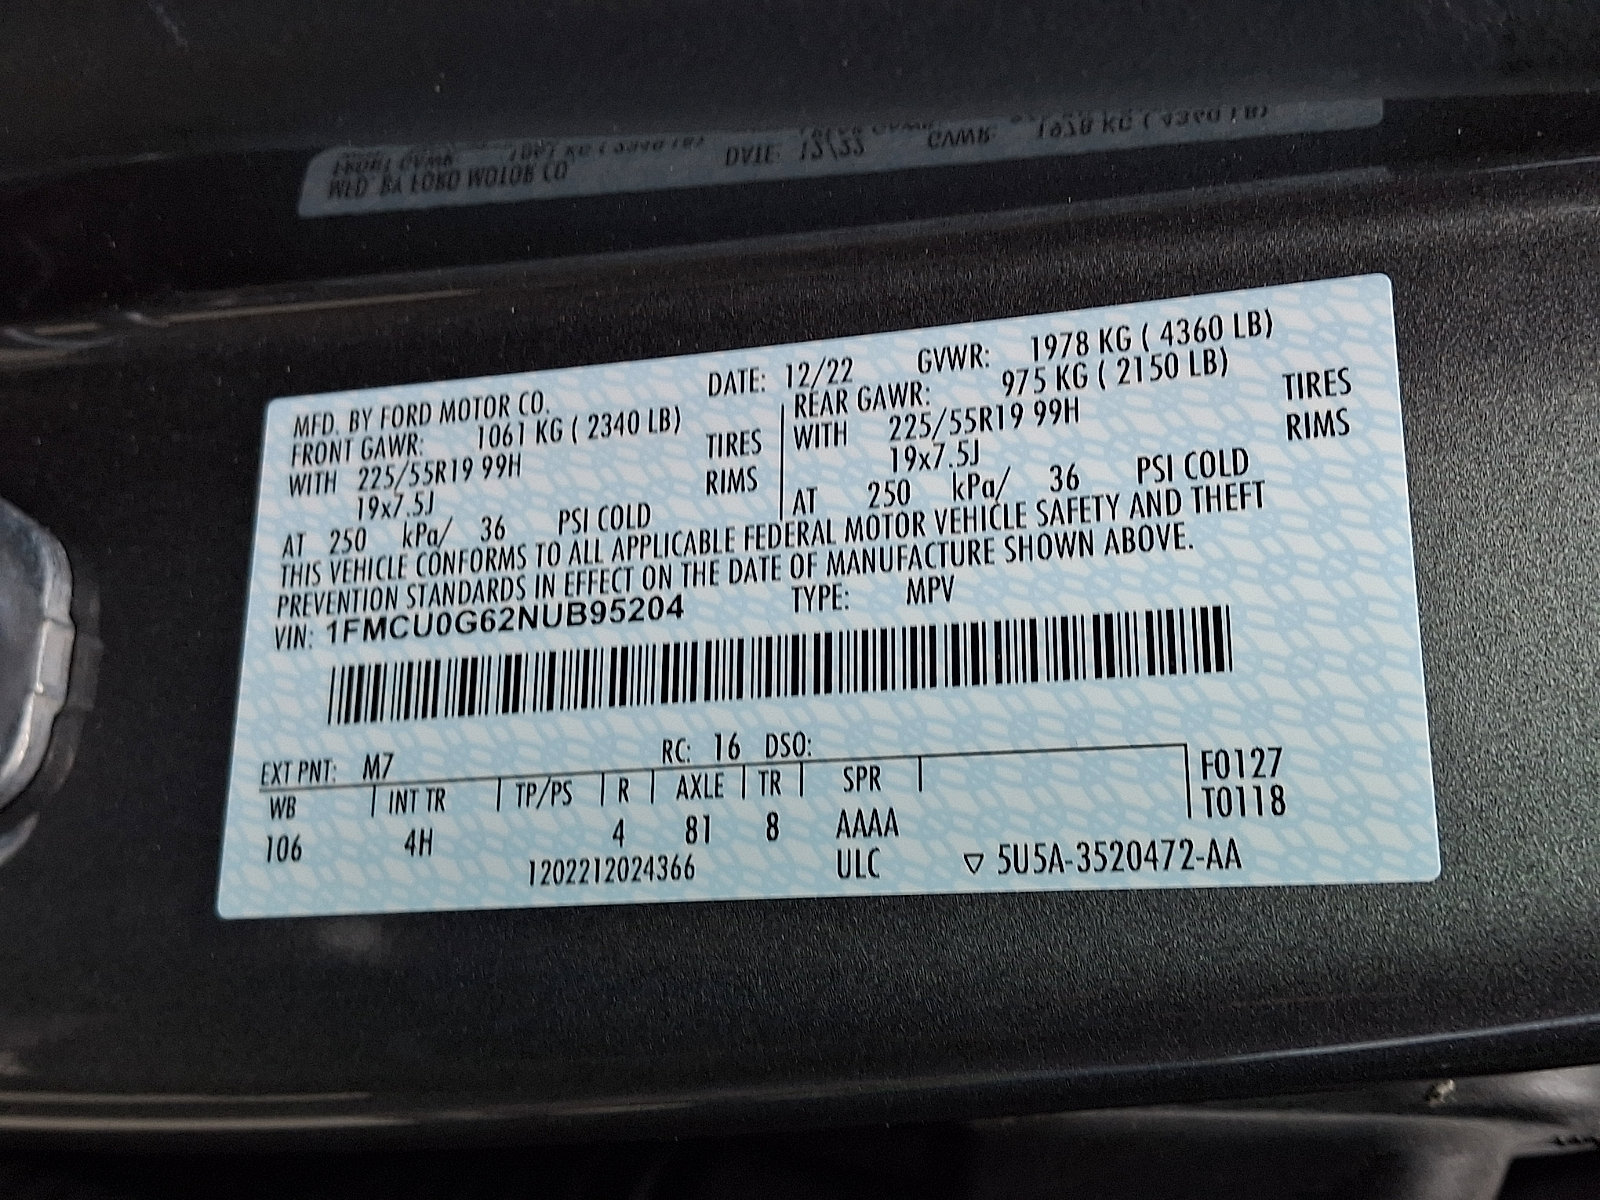 MFD. BY FORD MOTOR CO. DATE: 12/22 GVWR: 1978 KG ( 4360 LB)
FRONT GAWR: 1061 KG ( 2340 LB) REAR GAWR: 975 KG ( 2150 LB)
WITH 225/55R19 99H TIRES WITH 225/55R19 99H TIRES
19x7.5J RIMS 19x7.5J RIMS
AT 250 kPa/ 36 PSI COLD AT 250 kPa/ 36 PSI COLD
THIS VEHICLE CONFORMS TO ALL APPLICABLE FEDERAL MOTOR VEHICLE SAFETY AND THEFT
PREVENTION STANDARDS IN EFFECT ON THE DATE OF MANUFACTURE SHOWN ABOVE.
VIN: 1FMCU0G62NUB95204 TYPE: MPV
EXT PNT: M7 RC: 16 DSO:
WB INT TR TP/PS R AXLE TR SPR F0127
T0118
106 4H 4 81 8 AAAA
1202212024366 ULC ▽ 5U5A-3520472-AA